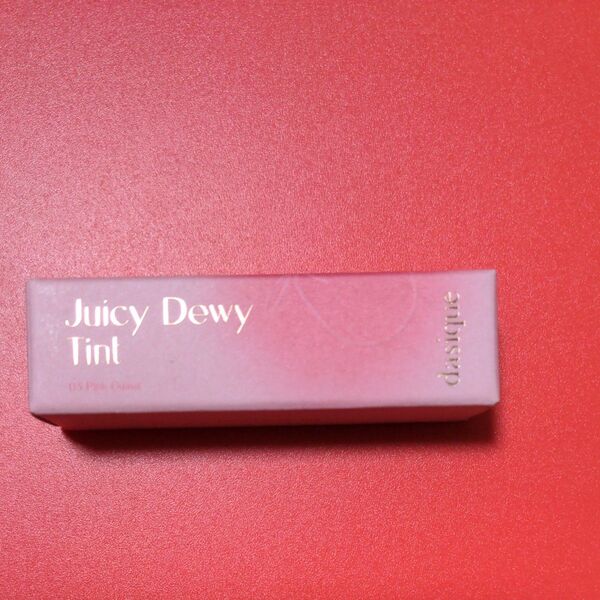 Juicy Dewy
Tint
03 Pink Guava
dasique